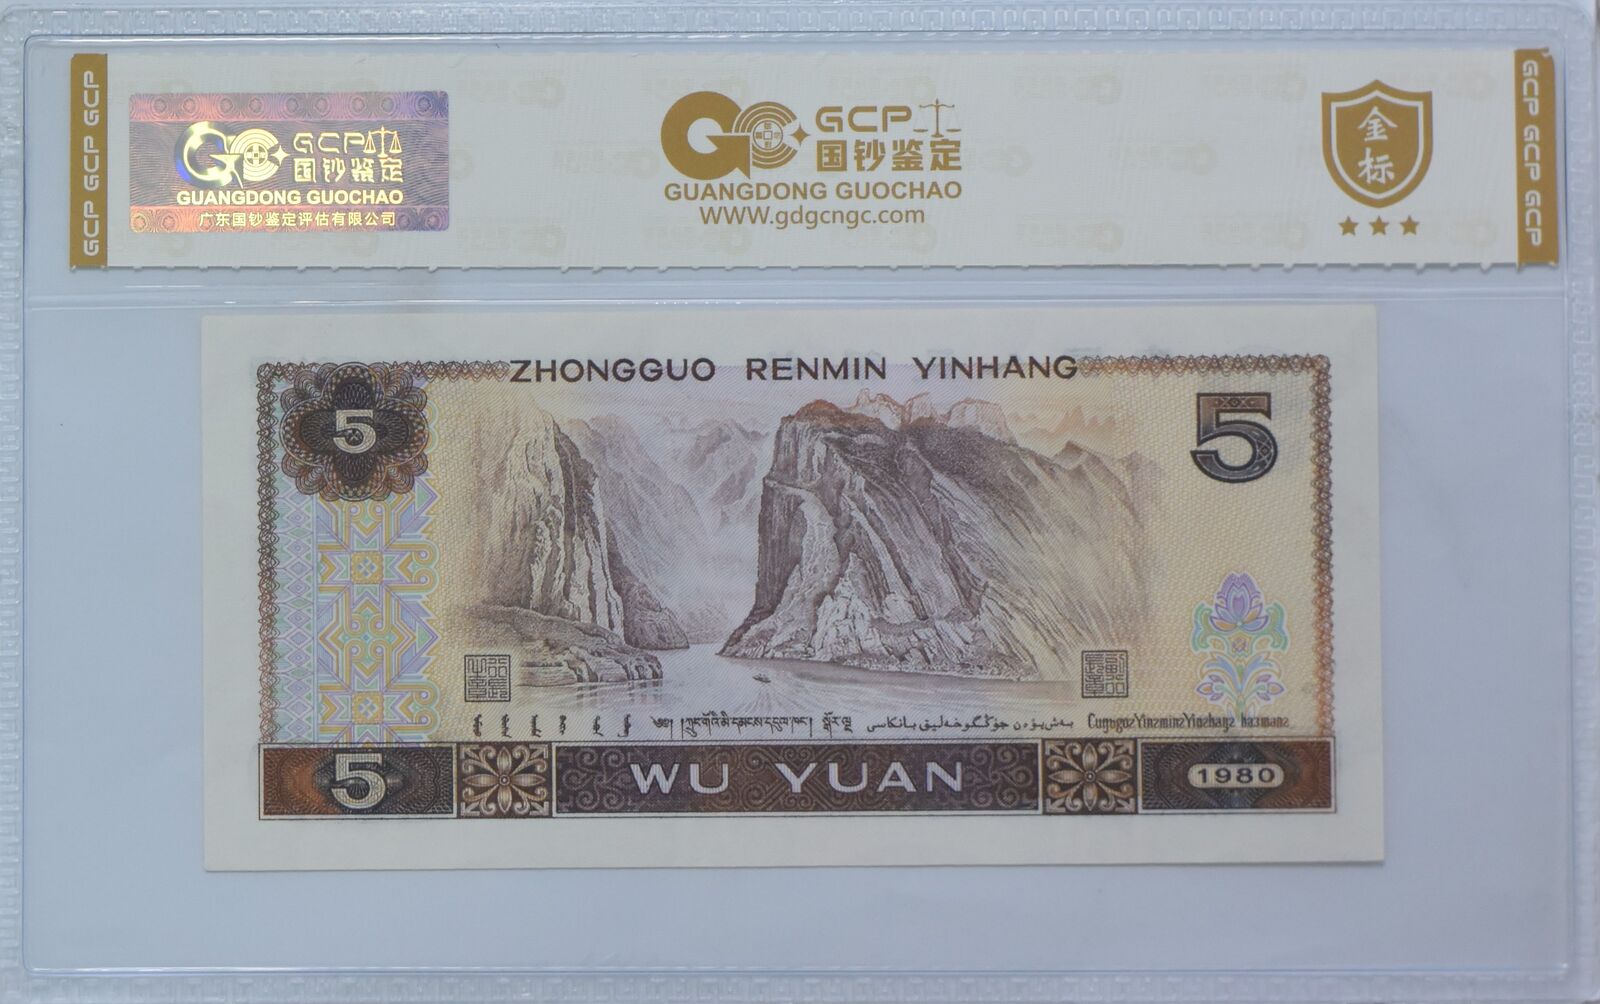 GCP GCP GCP
GCP
国钞鉴定
GUANGDONG GUOCHAO
广东国钞鉴定评估有限公司
GCP
国钞鉴定
GUANGDONG GUOCHAO
WWW.gdgcngc.com
金标
GCP GCP GCP
ZHONGGUO RENMIN YINHANG
5
5
5
WU YUAN
1980